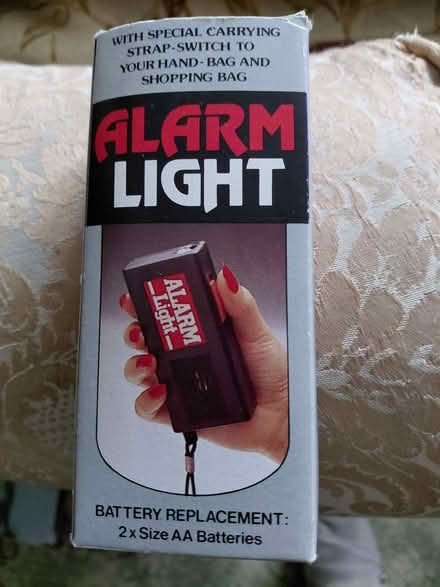 WITH SPECIAL CARRYING
STRAP-SWITCH TO
YOUR HAND-BAG AND
SHOPPING BAG
ALARM
LIGHT
ALARM
Light
BATTERY REPLACEMENT:
2 x Size AA Batteries